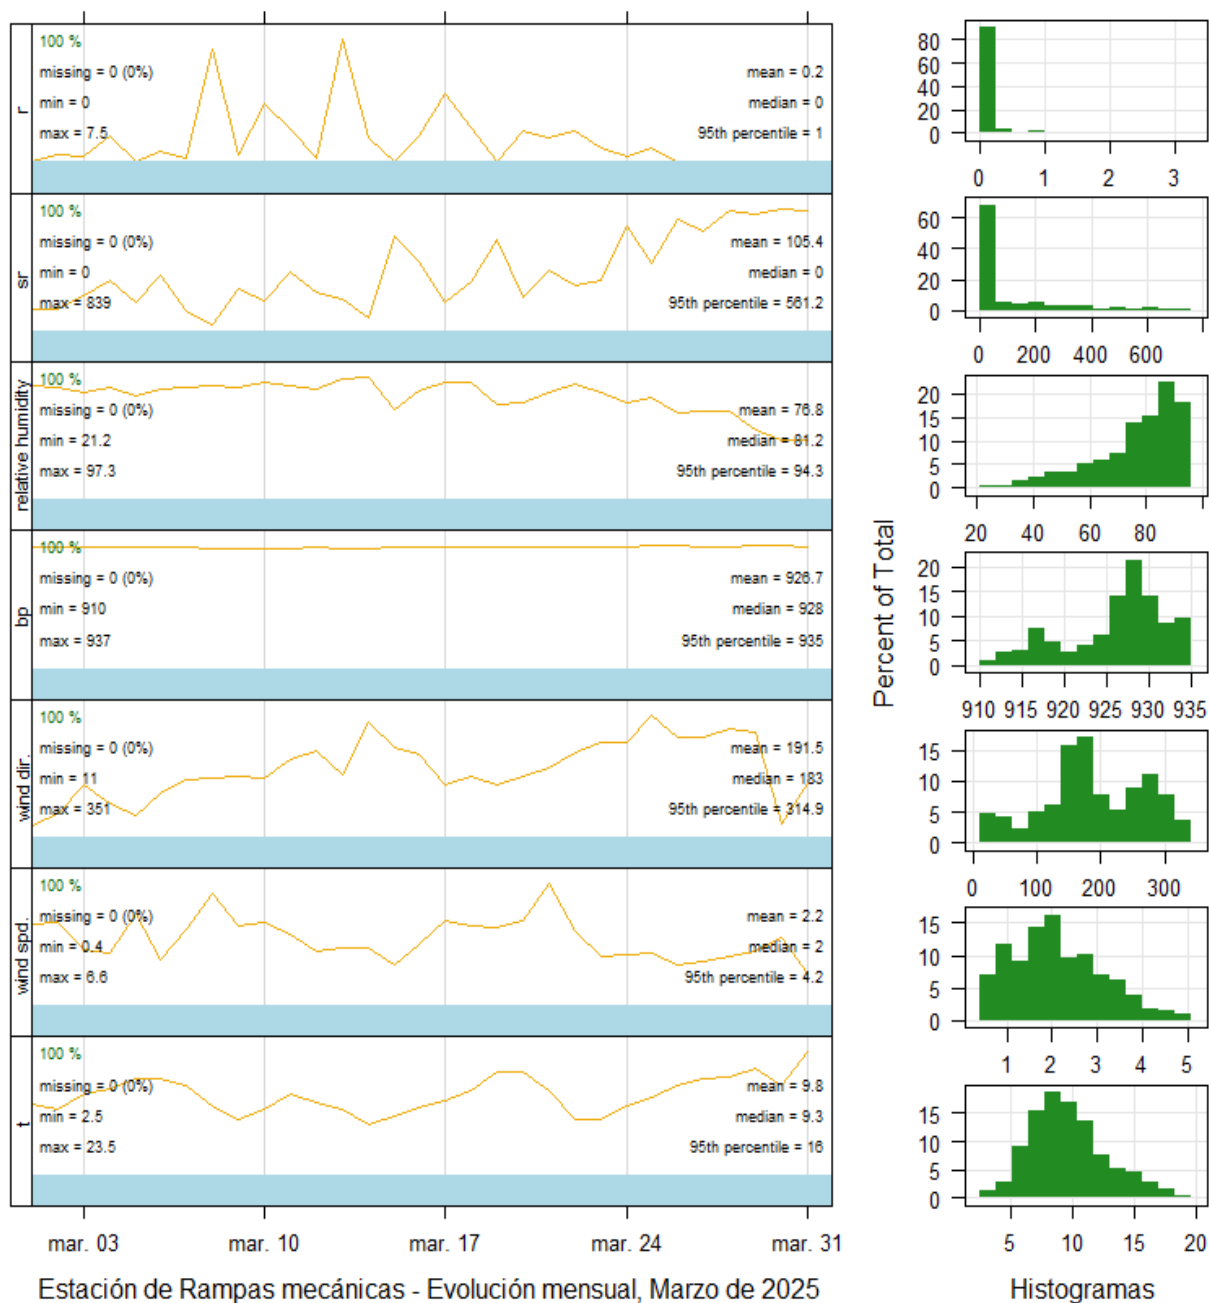 r
100 %
missing = 0 (0%)
min = 0
max = 7.5
mean = 0.2
median = 0
95th percentile = 1
sr
100 %
missing = 0 (0%)
min = 0
max = 839
mean = 105.4
median = 0
95th percentile = 561.2
relative humidity
100 %
missing = 0 (0%)
min = 21.2
max = 97.3
mean = 76.8
median = 81.2
95th percentile = 94.3
bp
100 %
missing = 0 (0%)
min = 910
max = 937
mean = 926.7
median = 928
95th percentile = 935
wind dir.
100 %
missing = 0 (0%)
min = 11
max = 351
mean = 191.5
median = 183
95th percentile = 314.9
wind spd.
100 %
missing = 0 (0%)
min = 0.4
max = 6.6
mean = 2.2
median = 2
95th percentile = 4.2
t
100 %
missing = 0 (0%)
min = 2.5
max = 23.5
mean = 9.8
median = 9.3
95th percentile = 16
mar. 03 mar. 10 mar. 17 mar. 24 mar. 31
Estación de Rampas mecánicas - Evolución mensual, Marzo de 2025
Percent of Total
80
60
40
20
0
0 1 2 3
60
40
20
0
0 200 400 600
20
15
10
5
0
20 40 60 80
20
15
10
5
0
910 915 920 925 930 935
15
10
5
0
0 100 200 300
15
10
5
0
1 2 3 4 5
15
10
5
0
5 10 15 20
Histogramas